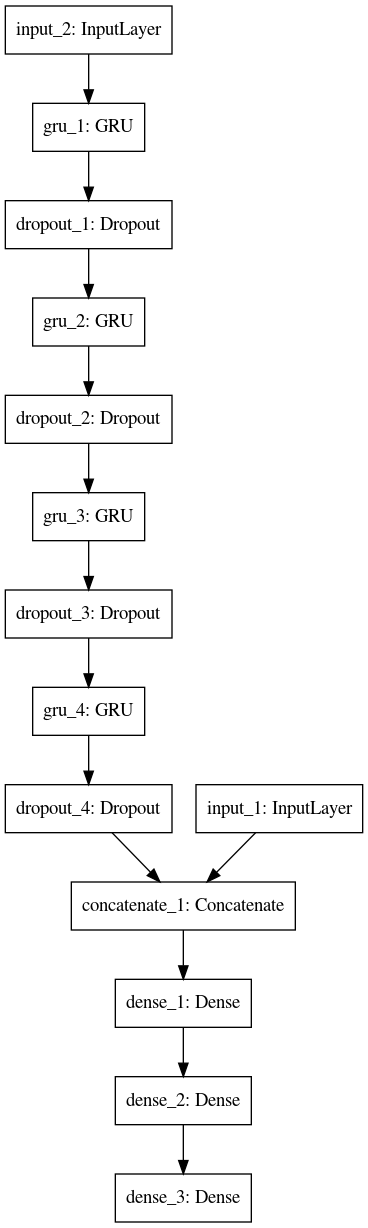 input_2: InputLayer
gru_1: GRU
dropout_1: Dropout
gru_2: GRU
dropout_2: Dropout
gru_3: GRU
dropout_3: Dropout
gru_4: GRU
dropout_4: Dropout
input_1: InputLayer
concatenate_1: Concatenate
dense_1: Dense
dense_2: Dense
dense_3: Dense